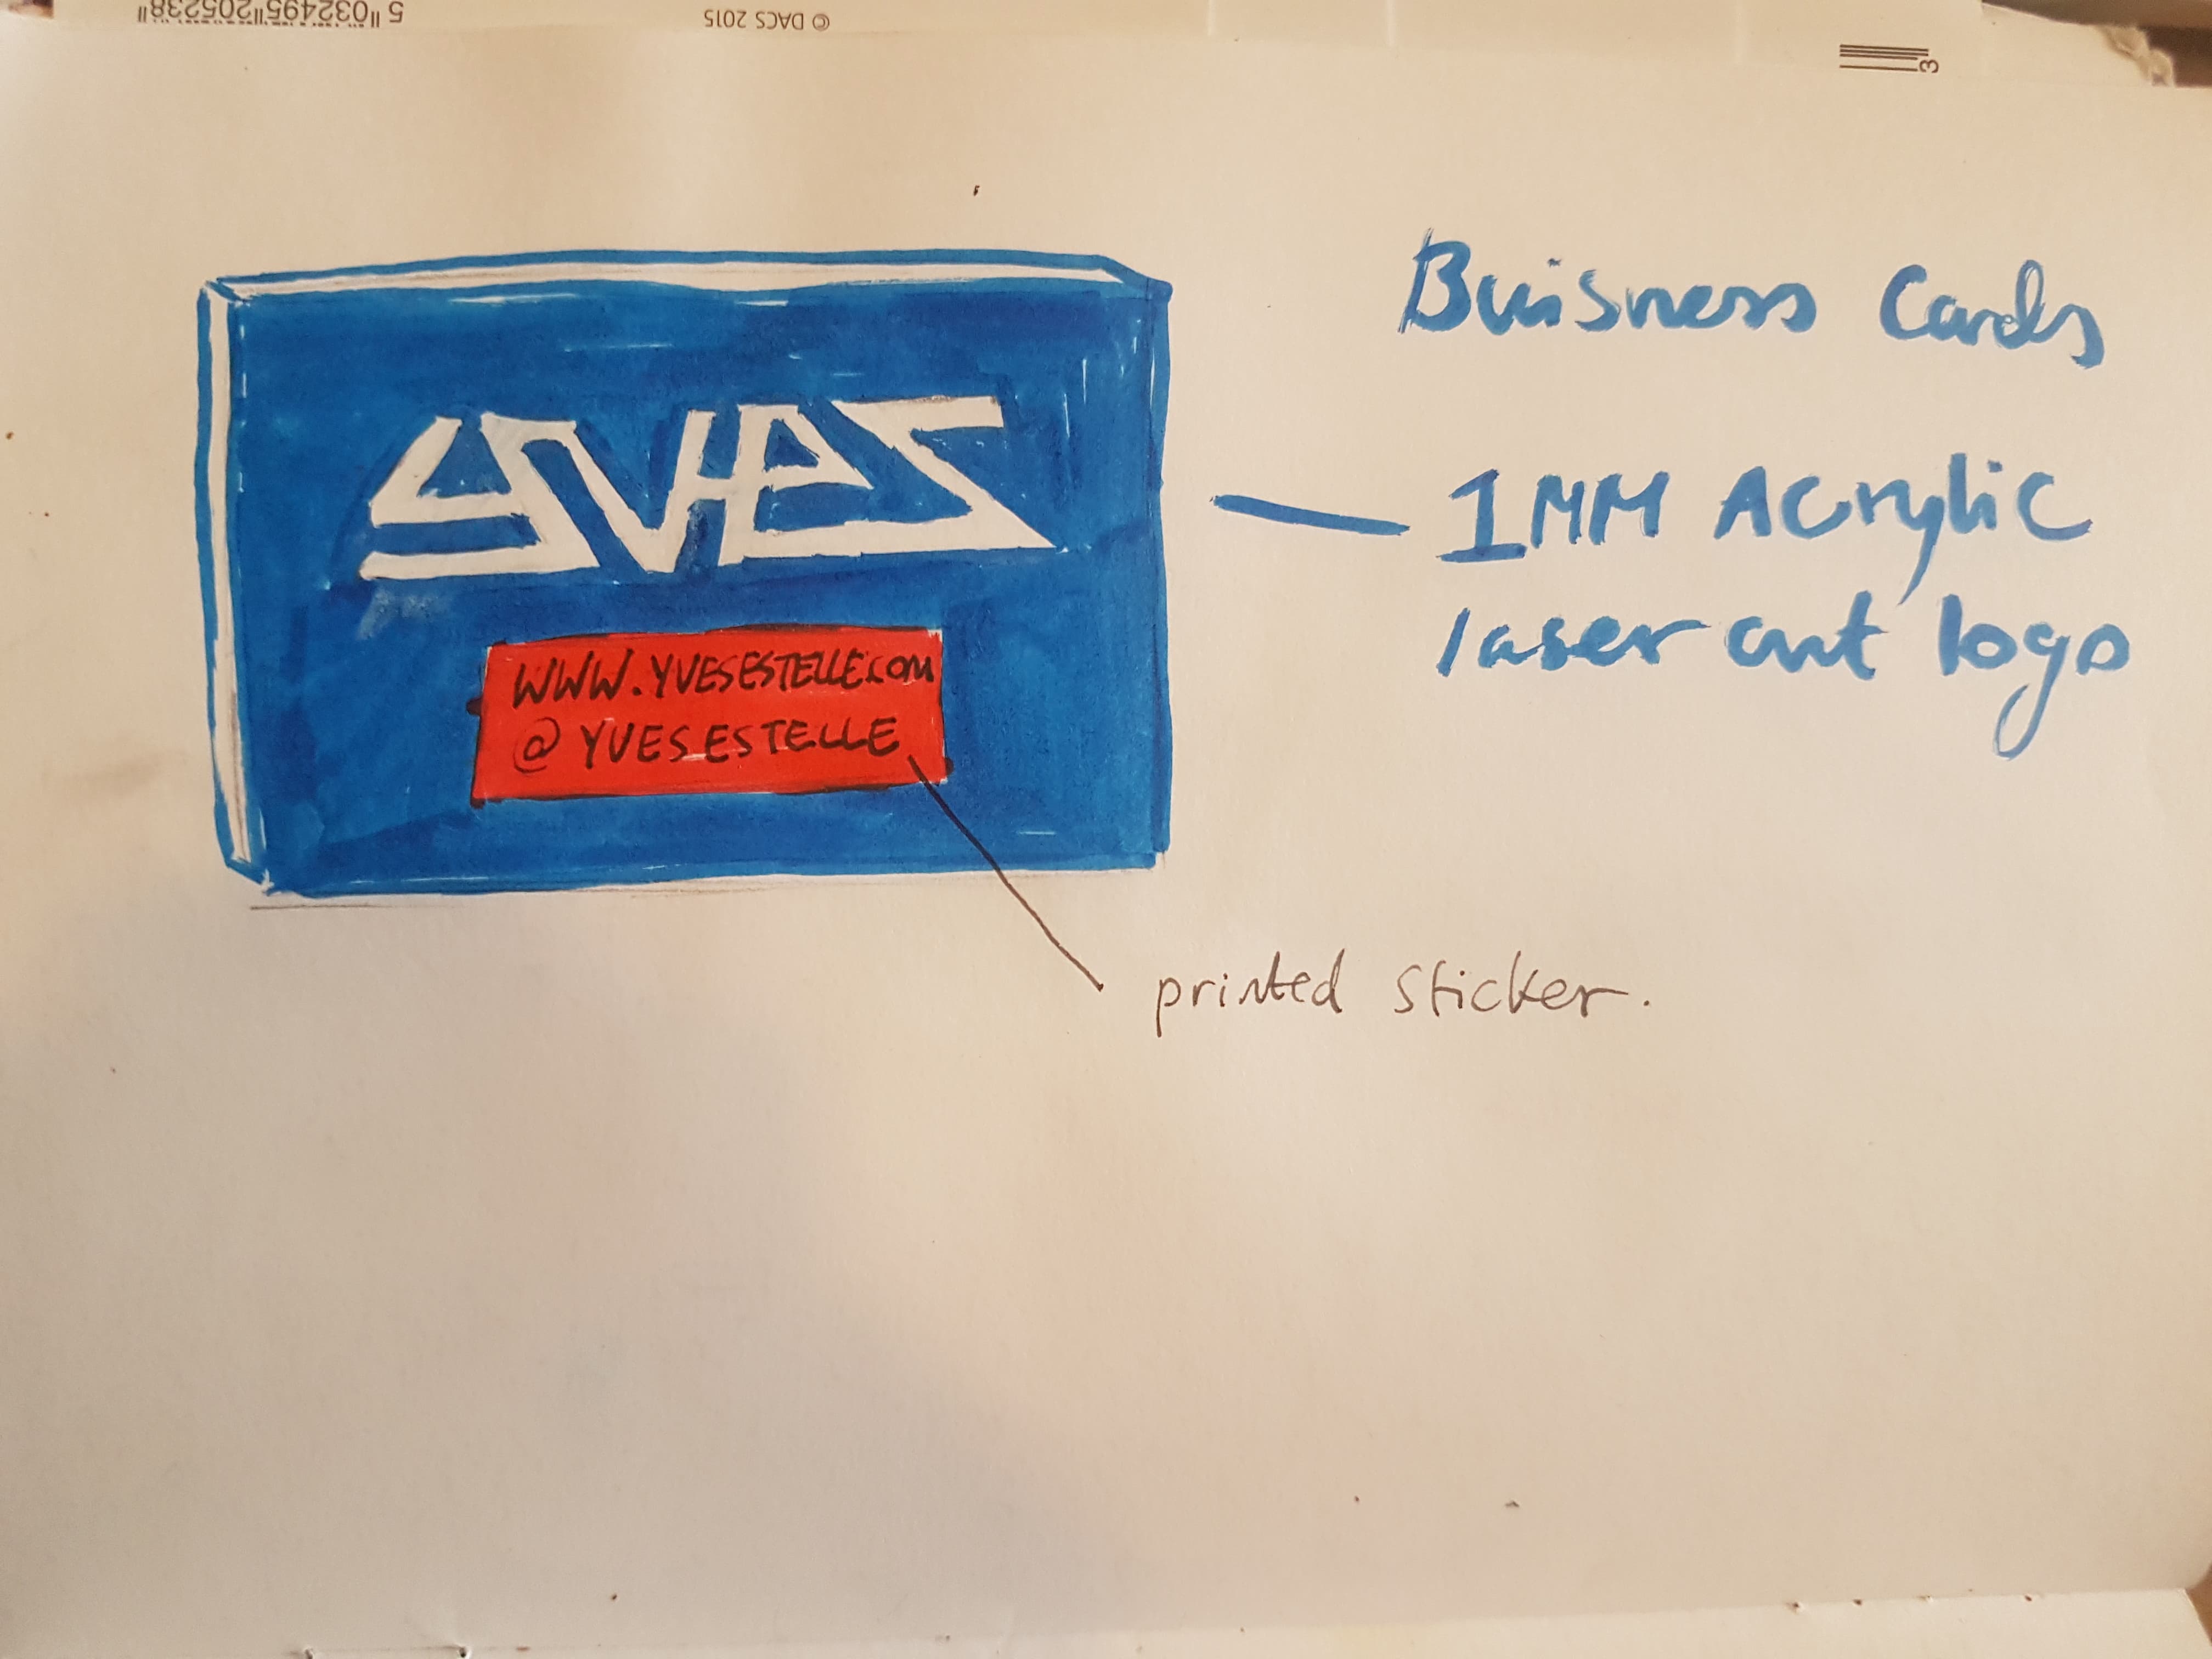 5 032495 205238
© DACS 2015
3
Buisness Cards
YVES
1MM Acrylic
laser cut logo
WWW.YVESESTELLE.COM
@YVESESTELLE
printed sticker.